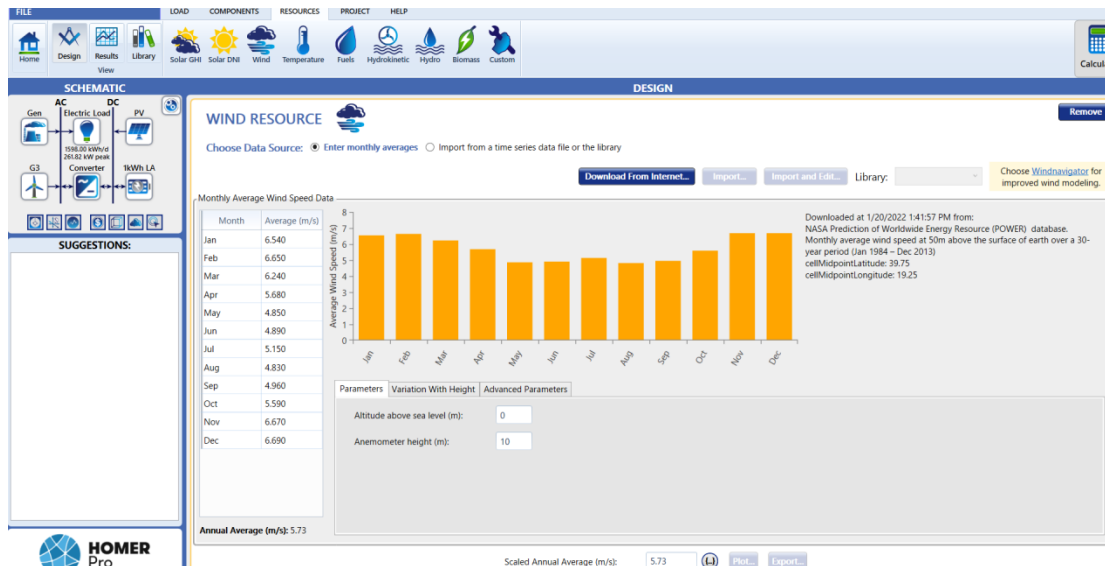 FILE LOAD COMPONENTS RESOURCES PROJECT HELP
Home Design Results Library Solar GHI Solar DNI Wind Temperature Fuels Hydrokinetic Hydro Biomass Custom
View
SCHEMATIC
AC DC
Gen Electric Load PV
1598.00 kWh/d
261.82 kW peak
G3 Converter 1kWh LA
SUGGESTIONS:
HOMER
Pro
DESIGN
WIND RESOURCE
Remove
Choose Data Source: Enter monthly averages Import from a time series data file or the library
Download From Internet... Import... Import and Edit... Library:
Choose Windnavigator for
improved wind modeling.
Monthly Average Wind Speed Data
Month Average (m/s)
Jan 6.540
Feb 6.650
Mar 6.240
Apr 5.680
May 4.850
Jun 4.890
Jul 5.150
Aug 4.830
Sep 4.960
Oct 5.590
Nov 6.670
Dec 6.690
Annual Average (m/s): 5.73
Average Wind Speed (m/s)
8
7
6
5
4
3
2
1
0
Jan Feb Mar Apr May Jun Jul Aug Sep Oct Nov Dec
Downloaded at 1/20/2022 1:41:57 PM from:
NASA Prediction of Worldwide Energy Resource (POWER) database.
Monthly average wind speed at 50m above the surface of earth over a 30-
year period (Jan 1984 – Dec 2013)
cellMidpointLatitude: 39.75
cellMidpointLongitude: 19.25
Parameters Variation With Height Advanced Parameters
Altitude above sea level (m): 0
Anemometer height (m): 10
Scaled Annual Average (m/s): 5.73 Plot... Export...